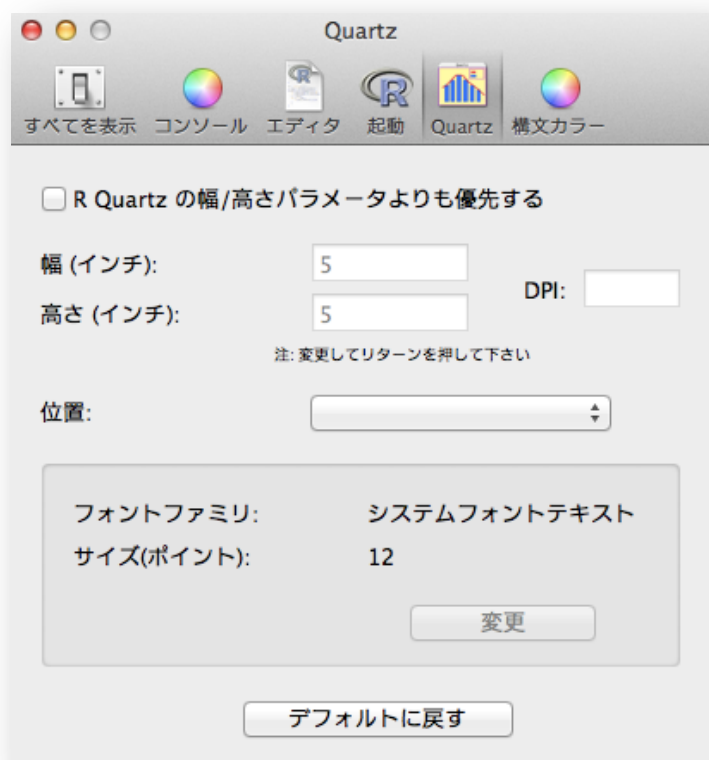 Quartz
すべてを表示 コンソール エディタ 起動 Quartz 構文カラー
R Quartz の幅/高さパラメータよりも優先する
幅 (インチ): 5
DPI:
高さ (インチ): 5
注: 変更してリターンを押して下さい
位置:
フォントファミリ: システムフォントテキスト
サイズ(ポイント): 12
変更
デフォルトに戻す